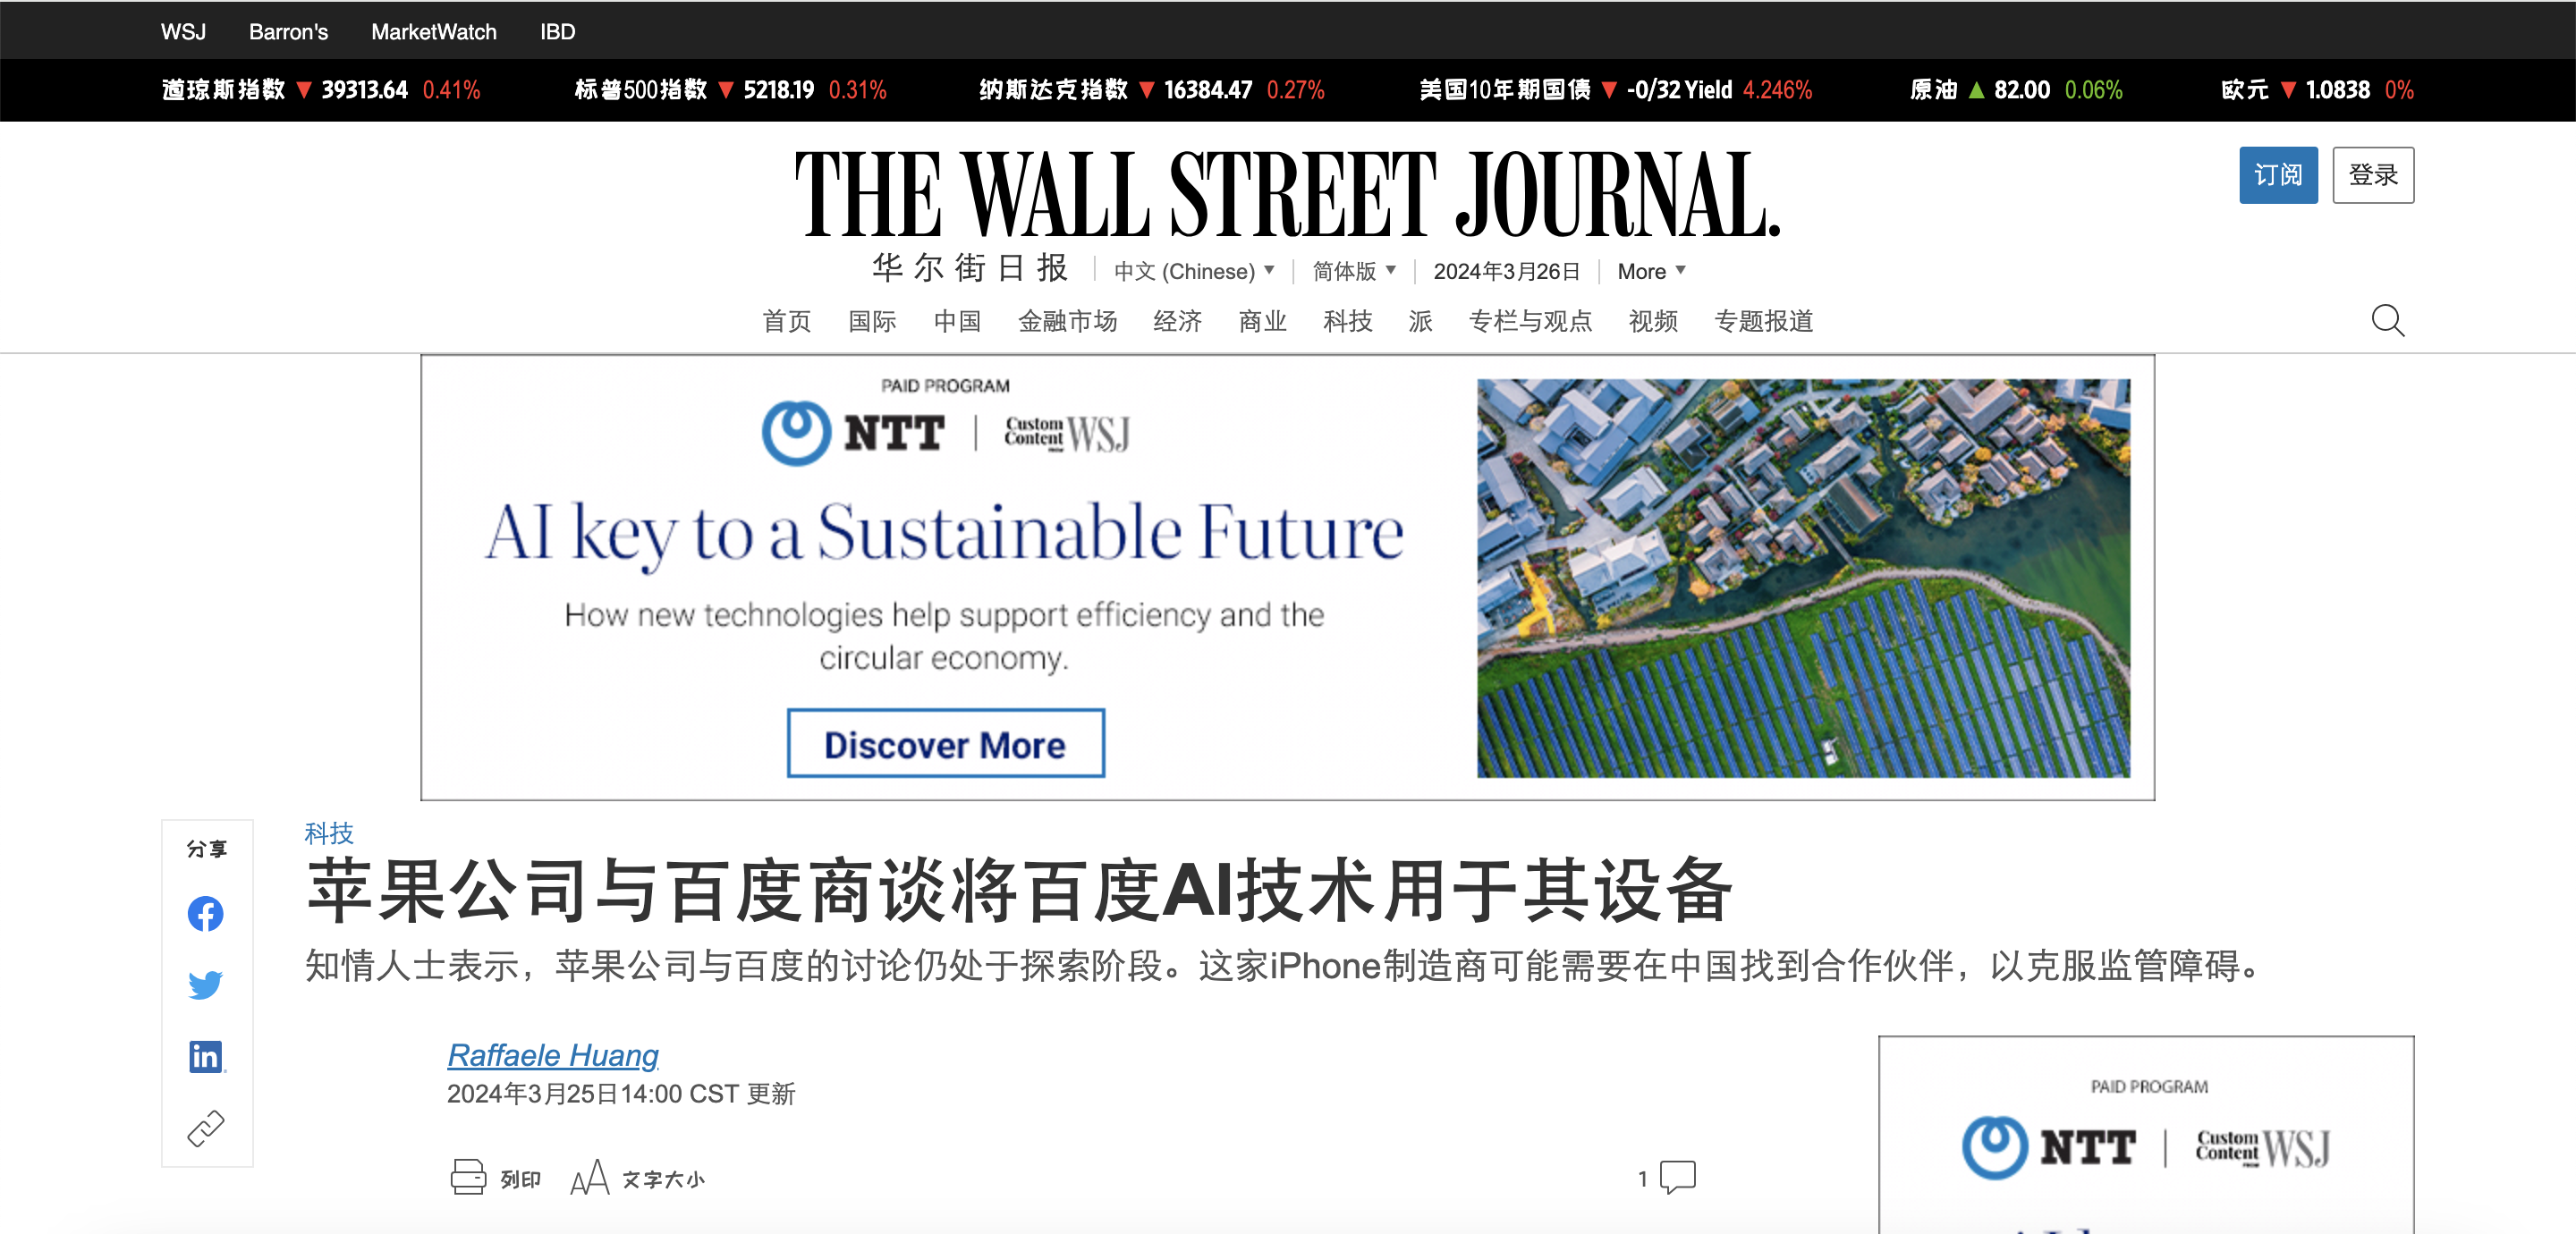 WSJ Barron's MarketWatch IBD
道琼斯指数 ▼ 39313.64 0.41% 标普500指数 ▼ 5218.19 0.31% 纳斯达克指数 ▼ 16384.47 0.27% 美国10年期国债 ▼ -0/32 Yield 4.246% 原油 ▲ 82.00 0.06% 欧元 ▼ 1.0838 0%
THE WALL STREET JOURNAL.
订阅 登录
华尔街日报 中文 (Chinese) ▼ 简体版 ▼ 2024年3月26日 More ▼
首页 国际 中国 金融市场 经济 商业 科技 派 专栏与观点 视频 专题报道
PAID PROGRAM
NTT | Custom Content FROM WSJ
AI key to a Sustainable Future
How new technologies help support efficiency and the
circular economy.
Discover More
分享
科技
苹果公司与百度商谈将百度AI技术用于其设备
知情人士表示，苹果公司与百度的讨论仍处于探索阶段。这家iPhone制造商可能需要在中国找到合作伙伴，以克服监管障碍。
Raffaele Huang
2024年3月25日14:00 CST 更新
列印 AA 文字大小
1
PAID PROGRAM
NTT | Custom Content FROM WSJ